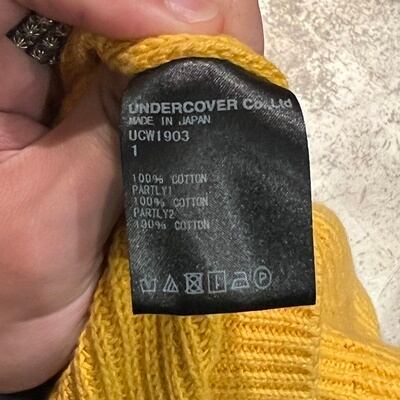 UNDERCOVER Co.,Ltd
MADE IN JAPAN
UCW1903
1
100% COTTON
PARTLY1
100% COTTON
PARTLY2
100% COTTON